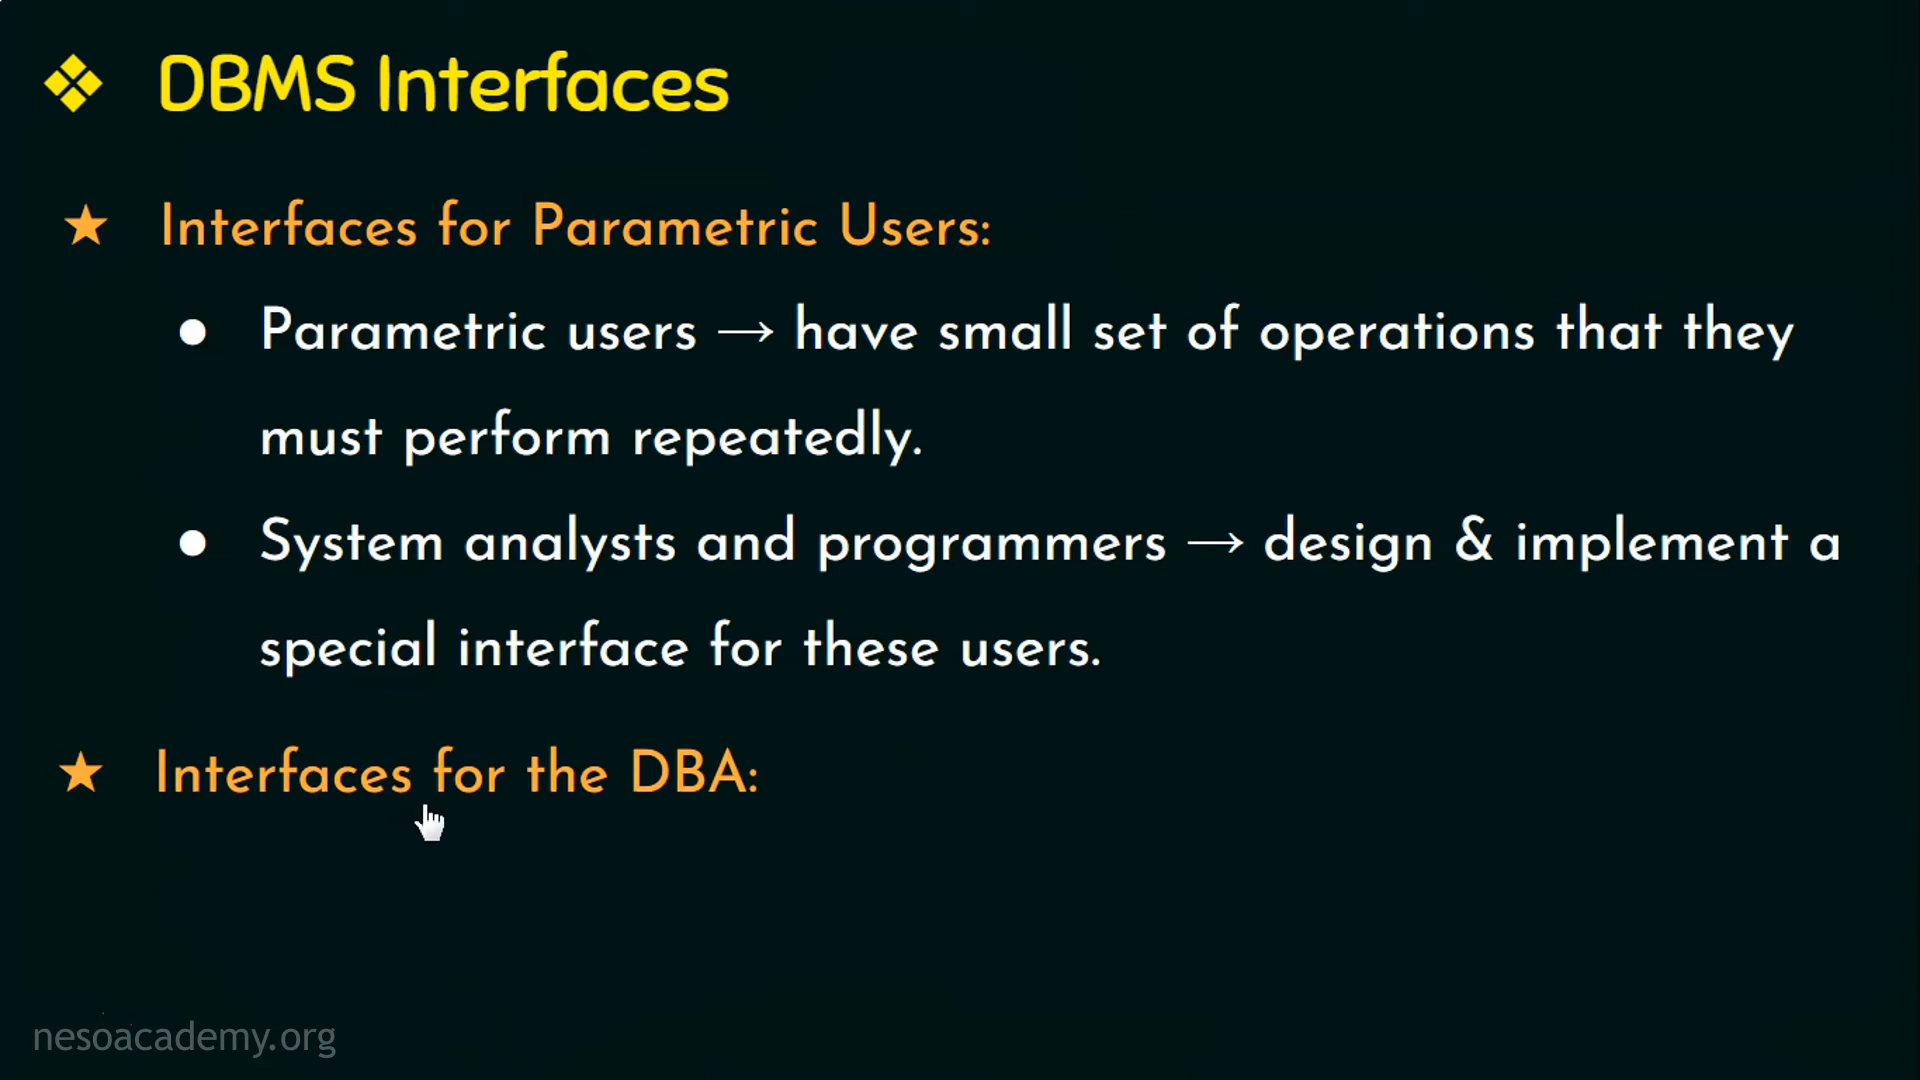 ❖ DBMS Interfaces
★ Interfaces for Parametric Users:
● Parametric users → have small set of operations that they
must perform repeatedly.
● System analysts and programmers → design & implement a
special interface for these users.
★ Interfaces for the DBA:
nesoacademy.org